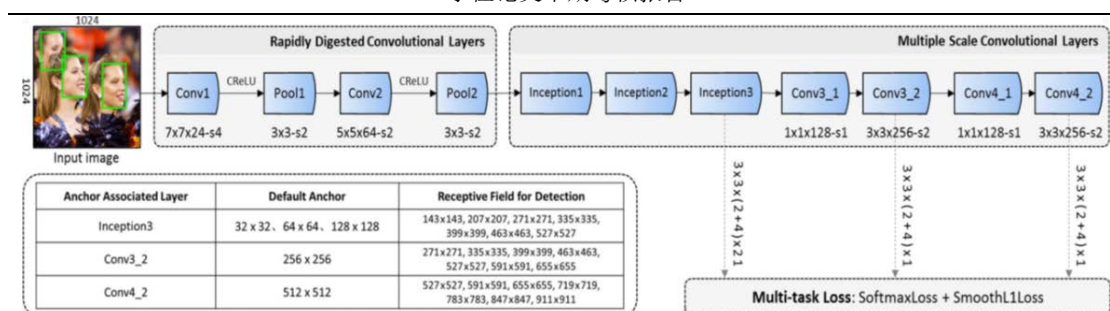 1024
1024
Input image
Rapidly Digested Convolutional Layers
Conv1
CReLU
Pool1
Conv2
CReLU
Pool2
7x7x24-s4
3x3-s2
5x5x64-s2
3x3-s2
Multiple Scale Convolutional Layers
Inception1
Inception2
Inception3
Conv3_1
Conv3_2
Conv4_1
Conv4_2
1x1x128-s1
3x3x256-s2
1x1x128-s1
3x3x256-s2
3x3x(2+4)x21
3x3x(2+4)x1
3x3x(2+4)x1
Anchor Associated Layer
Default Anchor
Receptive Field for Detection
Inception3
32 x 32、64 x 64、128 x 128
143x143, 207x207, 271x271, 335x335,
399x399, 463x463, 527x527
Conv3_2
256 x 256
271x271, 335x335, 399x399, 463x463,
527x527, 591x591, 655x655
Conv4_2
512 x 512
527x527, 591x591, 655x655, 719x719,
783x783, 847x847, 911x911
Multi-task Loss: SoftmaxLoss + SmoothL1Loss